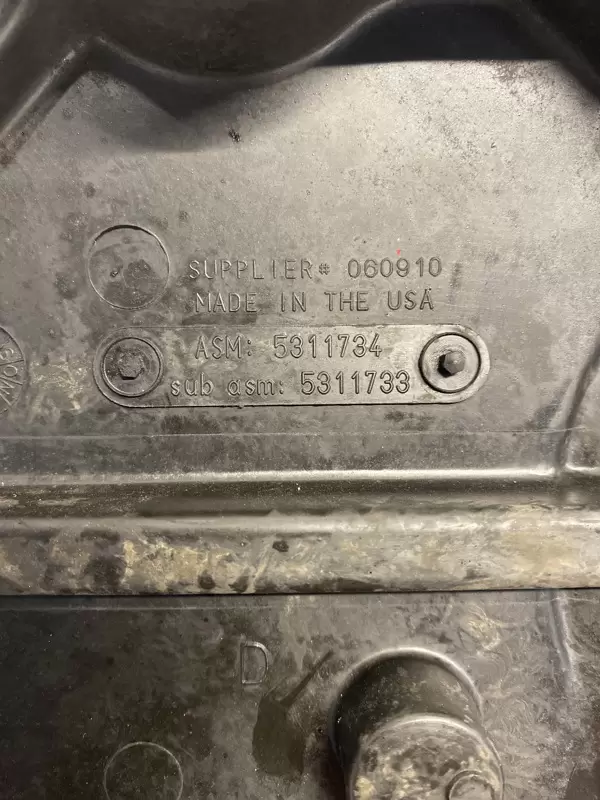 SUPPLIER# 060910
MADE IN THE USA
ASM: 5311734
sub asm: 5311733
D